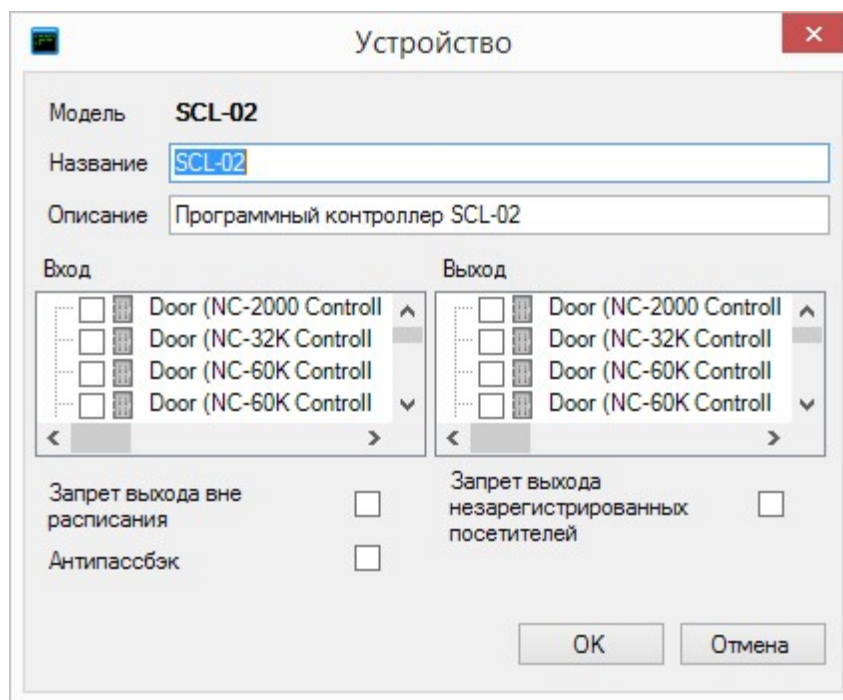 Устройство
Модель SCL-02
Название SCL-02
Описание Программный контроллер SCL-02
Вход
Door (NC-2000 Controll
Door (NC-32K Controll
Door (NC-60K Controll
Door (NC-60K Controll
Выход
Door (NC-2000 Controll
Door (NC-32K Controll
Door (NC-60K Controll
Door (NC-60K Controll
Запрет выхода вне
расписания
Антипассбэк
Запрет выхода
незарегистрированных
посетителей
OK Отмена